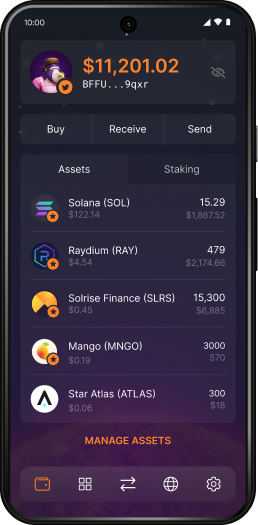 10:00
$11,201.02
BFFU...9qxr
Buy Receive Send
Assets Staking
Solana (SOL) 15.29
$122.14 $1,867.52
Raydium (RAY) 479
$4.54 $2,174.66
Solrise Finance (SLRS) 15,300
$0.45 $6,885
Mango (MNGO) 3000
$0.19 570
Star Atlas (ATLAS) 300
$0.06 $18
MANAGE ASSETS